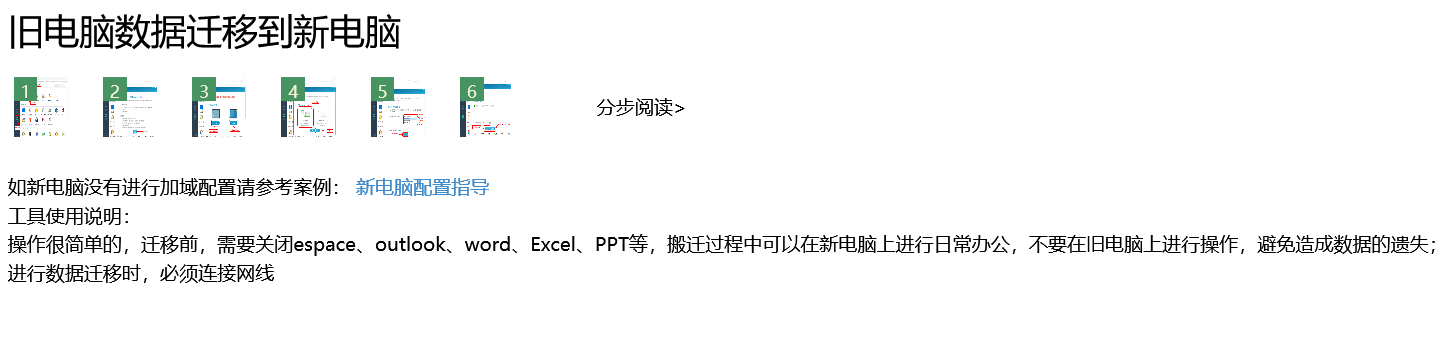 旧电脑数据迁移到新电脑
1 2 3 4 5 6
分步阅读>
如新电脑没有进行加域配置请参考案例： 新电脑配置指导
工具使用说明：
操作很简单的，迁移前，需要关闭espace、outlook、word、Excel、PPT等，搬迁过程中可以在新电脑上进行日常办公，不要在旧电脑上进行操作，避免造成数据的遗失；
进行数据迁移时，必须连接网线